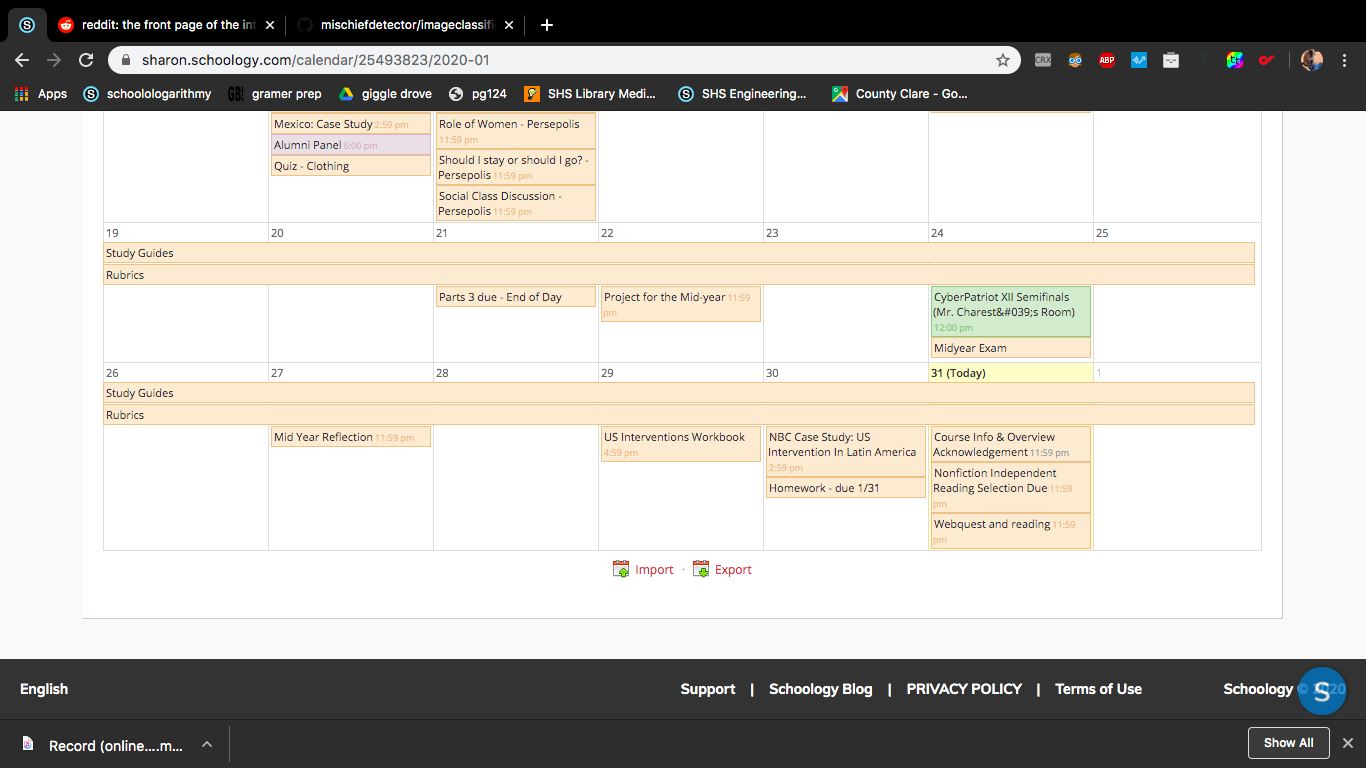 reddit: the front page of the int
mischiefdetector/imageclassifi
sharon.schoology.com/calendar/25493823/2020-01
CRX
ABP
Apps
schoolologarithmy
GB!
gramer prep
giggle drove
pg124
SHS Library Medi...
SHS Engineering...
County Clare - Go...
Mexico: Case Study 2:59 pm
Alumni Panel 6:00 pm
Quiz - Clothing
Role of Women - Persepolis
11:59 pm
Should I stay or should I go? -
Persepolis 11:59 pm
Social Class Discussion -
Persepolis 11:59 pm
19 20 21 22 23 24 25
Study Guides
Rubrics
Parts 3 due - End of Day
Project for the Mid-year 11:59
pm
CyberPatriot XII Semifinals
(Mr. Charest&#039;s Room)
12:00 pm
Midyear Exam
26 27 28 29 30 31 (Today) 1
Study Guides
Rubrics
Mid Year Reflection 11:59 pm
US Interventions Workbook
4:59 pm
NBC Case Study: US
Intervention In Latin America
2:59 pm
Homework - due 1/31
Course Info & Overview
Acknowledgement 11:59 pm
Nonfiction Independent
Reading Selection Due 11:59
pm
Webquest and reading 11:59
pm
Import · Export
English
Support | Schoology Blog | PRIVACY POLICY | Terms of Use
Schoology © 2020
S
Record (online....m...
Show All